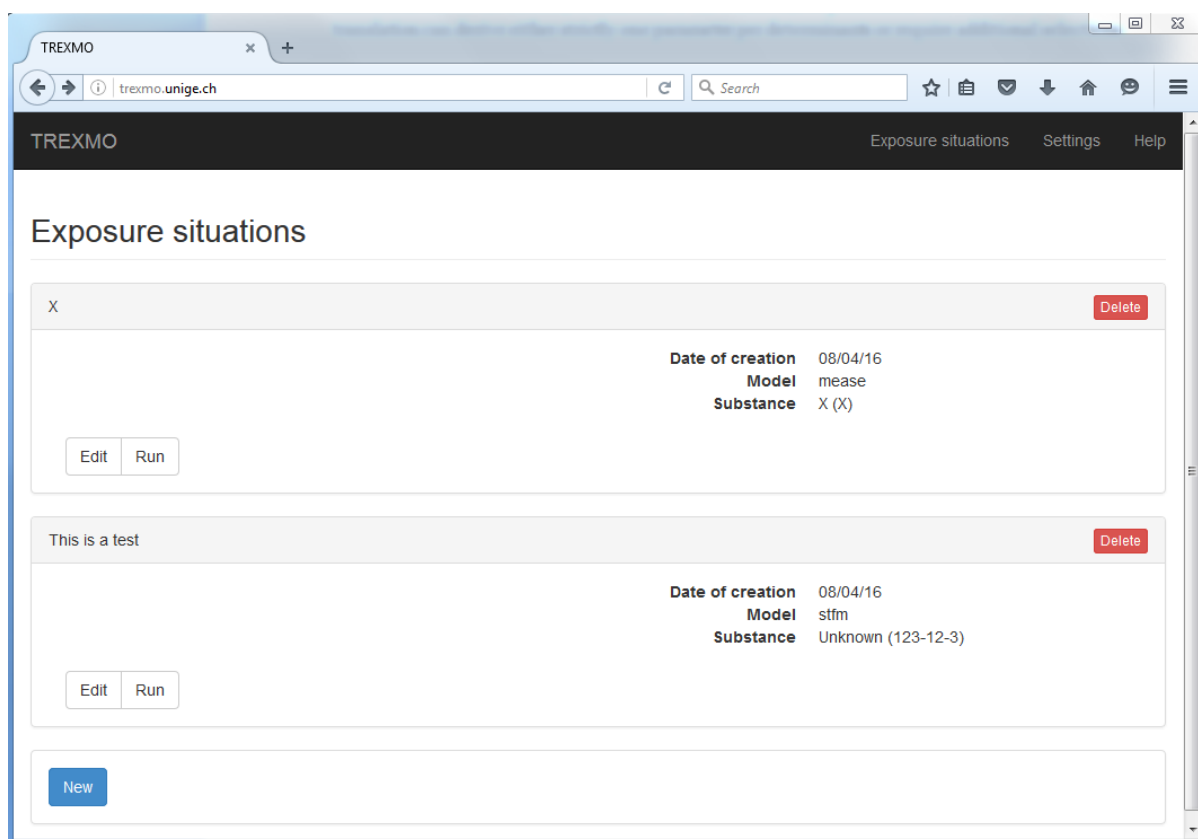 TREXMO
trexmo.unige.ch Search
TREXMO Exposure situations Settings Help
Exposure situations
X Delete
Date of creation 08/04/16
Model mease
Substance X (X)
Edit Run
This is a test Delete
Date of creation 08/04/16
Model stfm
Substance Unknown (123-12-3)
Edit Run
New